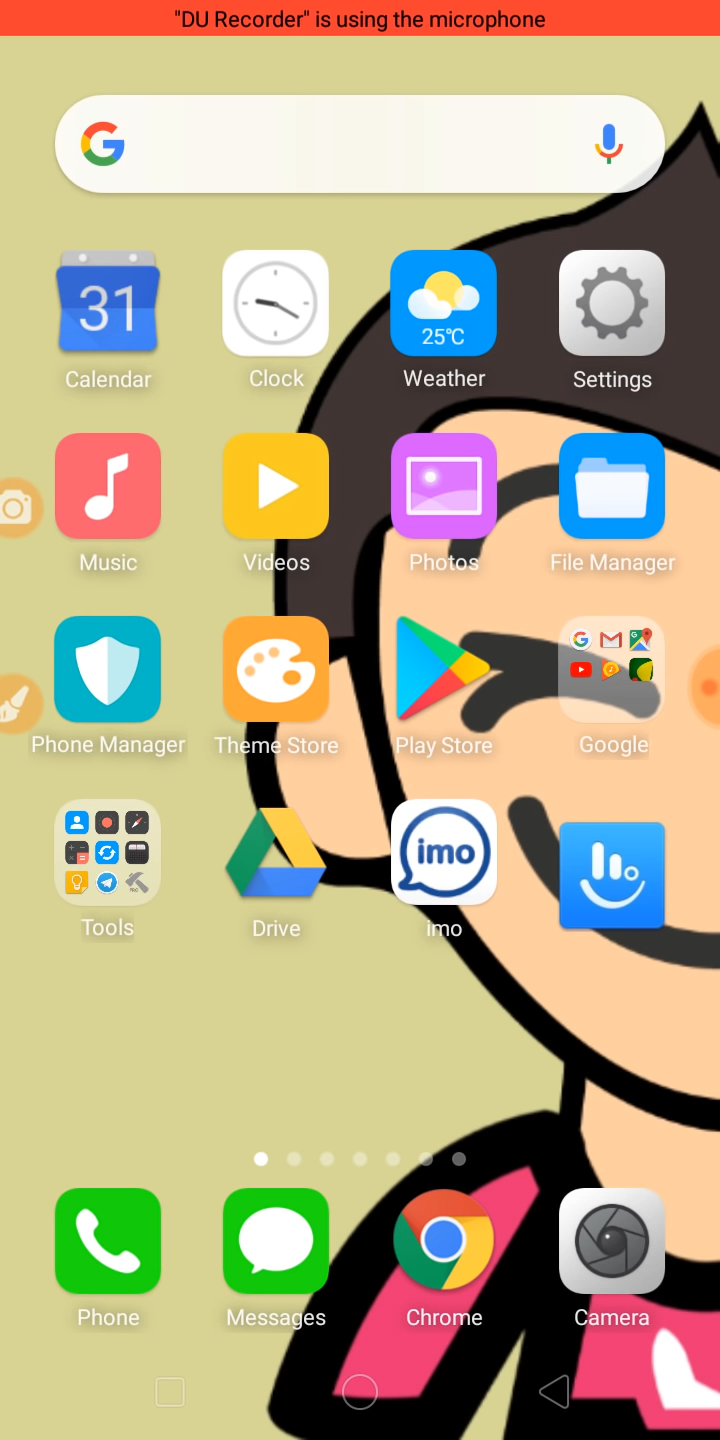 "DU Recorder" is using the microphone
31
25℃
Calendar
Clock
Weather
Settings
Music
Videos
Photos
File Manager
Phone Manager
Theme Store
Play Store
Google
imo
Tools
Drive
imo
Phone
Messages
Chrome
Camera